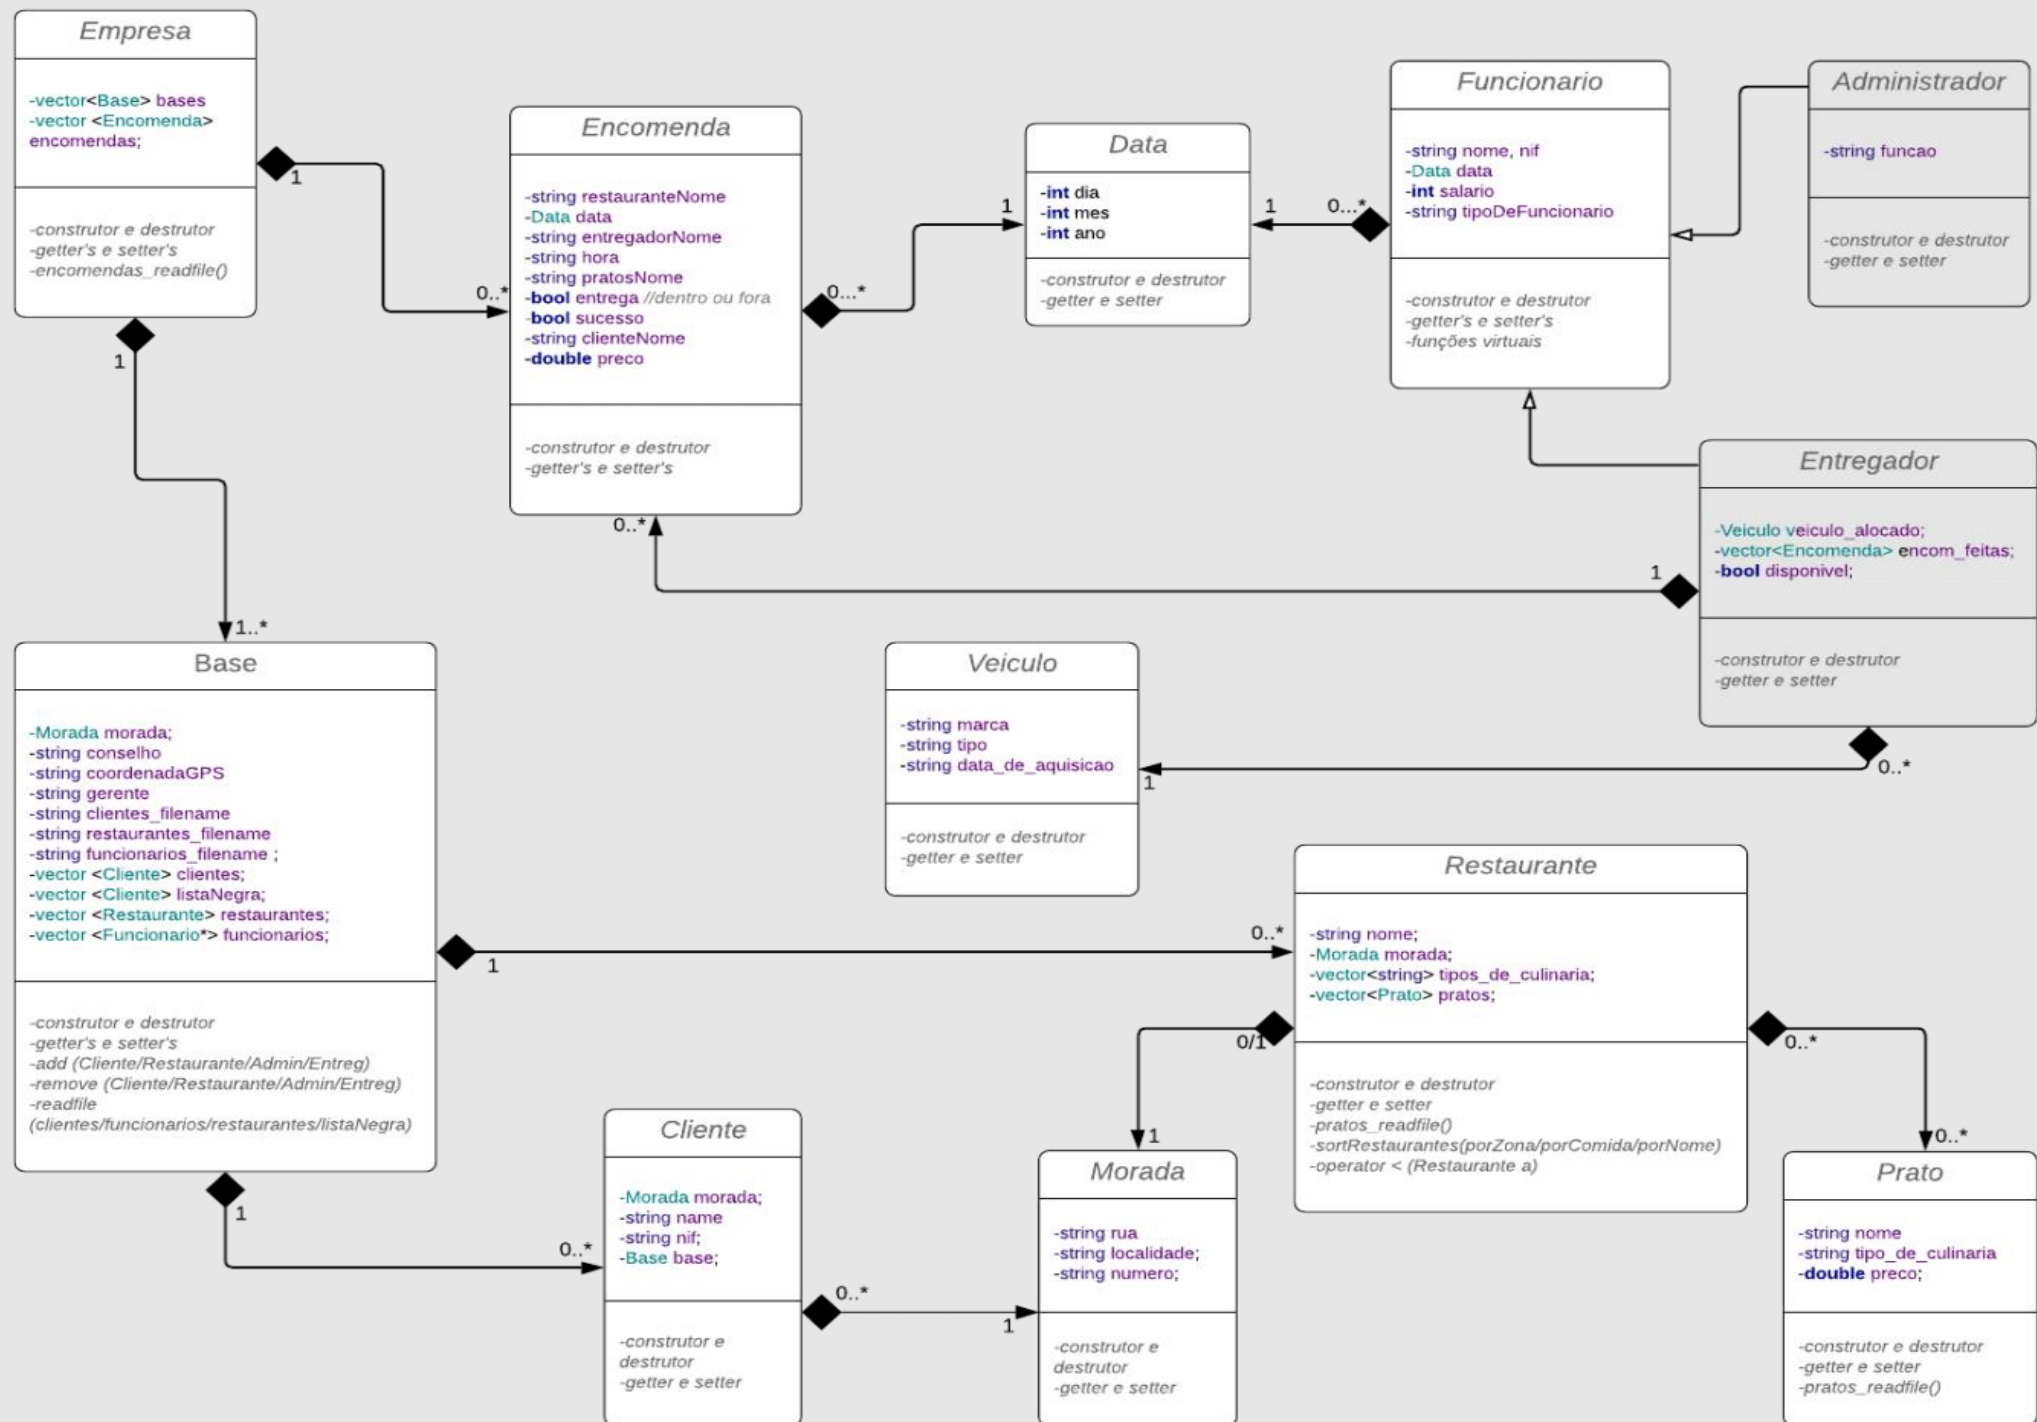 Empresa
-vector<Base> bases
-vector <Encomenda>
encomendas;
-construtor e destrutor
-getter's e setter's
-encomendas_readfile()
1
1
0..*
1..*
Encomenda
-string restauranteNome
-Data data
-string entregadorNome
-string hora
-string pratosNome
-bool entrega //dentro ou fora
-bool sucesso
-string clienteNome
-double preco
-construtor e destrutor
-getter's e setter's
0...*
1
0..*
Data
-int dia
-int mes
-int ano
-construtor e destrutor
-getter e setter
1
0...*
Funcionario
-string nome, nif
-Data data
-int salario
-string tipoDeFuncionario
-construtor e destrutor
-getter's e setter's
-funções virtuais
Administrador
-string funcao
-construtor e destrutor
-getter e setter
Entregador
-Veiculo veiculo_alocado;
-vector<Encomenda> encom_feitas;
-bool disponivel;
-construtor e destrutor
-getter e setter
1
0..*
Base
-Morada morada;
-string conselho
-string coordenadaGPS
-string gerente
-string clientes_filename
-string restaurantes_filename
-string funcionarios_filename ;
-vector <Cliente> clientes;
-vector <Cliente> listaNegra;
-vector <Restaurante> restaurantes;
-vector <Funcionario*> funcionarios;
-construtor e destrutor
-getter's e setter's
-add (Cliente/Restaurante/Admin/Entreg)
-remove (Cliente/Restaurante/Admin/Entreg)
-readfile
(clientes/funcionarios/restaurantes/listaNegra)
1
0..*
1
0..*
Veiculo
-string marca
-string tipo
-string data_de_aquisicao
-construtor e destrutor
-getter e setter
1
Restaurante
-string nome;
-Morada morada;
-vector<string> tipos_de_culinaria;
-vector<Prato> pratos;
-construtor e destrutor
-getter e setter
-pratos_readfile()
-sortRestaurantes(porZona/porComida/porNome)
-operator < (Restaurante a)
0/1
1
0..*
0..*
Cliente
-Morada morada;
-string name
-string nif;
-Base base;
-construtor e
destrutor
-getter e setter
0..*
1
Morada
-string rua
-string localidade;
-string numero;
-construtor e
destrutor
-getter e setter
Prato
-string nome
-string tipo_de_culinaria
-double preco;
-construtor e destrutor
-getter e setter
-pratos_readfile()